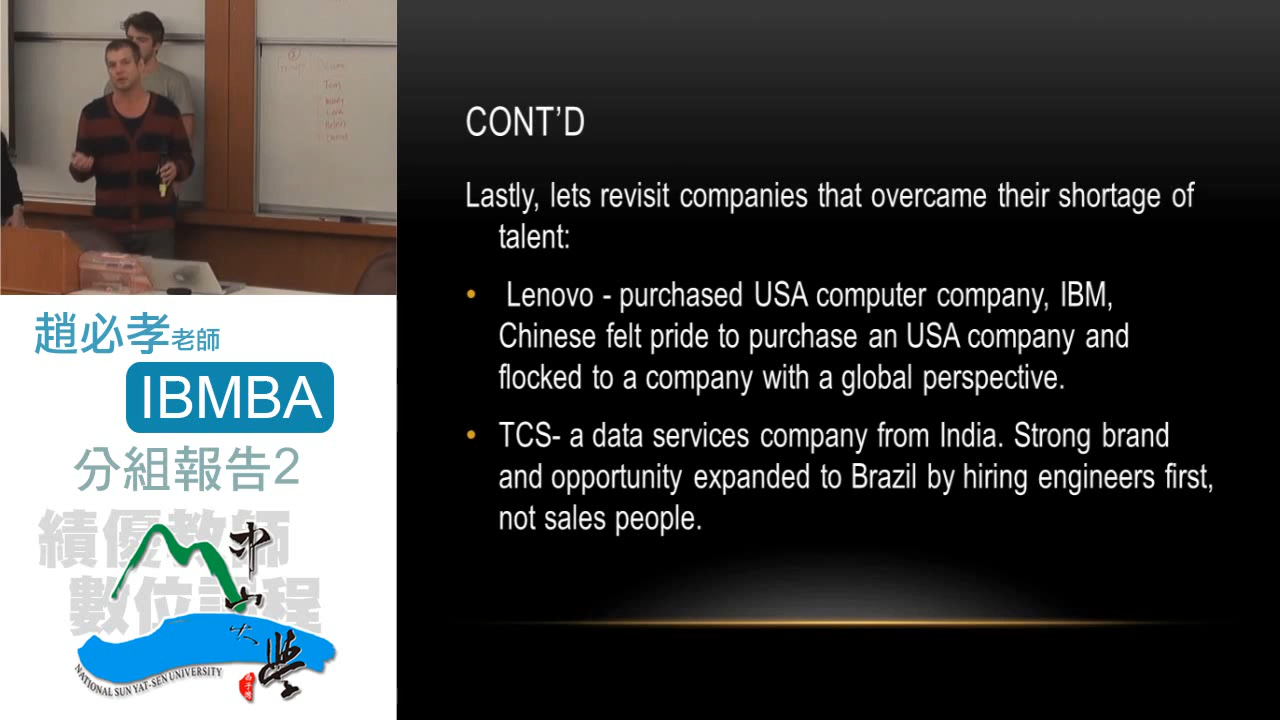 CONT'D
Lastly, lets revisit companies that overcame their shortage of
talent:
• Lenovo - purchased USA computer company, IBM,
Chinese felt pride to purchase an USA company and
flocked to a company with a global perspective.
• TCS- a data services company from India. Strong brand
and opportunity expanded to Brazil by hiring engineers first,
not sales people.
趙必孝老師
IBMBA
分組報告2
績優教師
數位課程
中山大學
NATIONAL SUN YAT-SEN UNIVERSITY